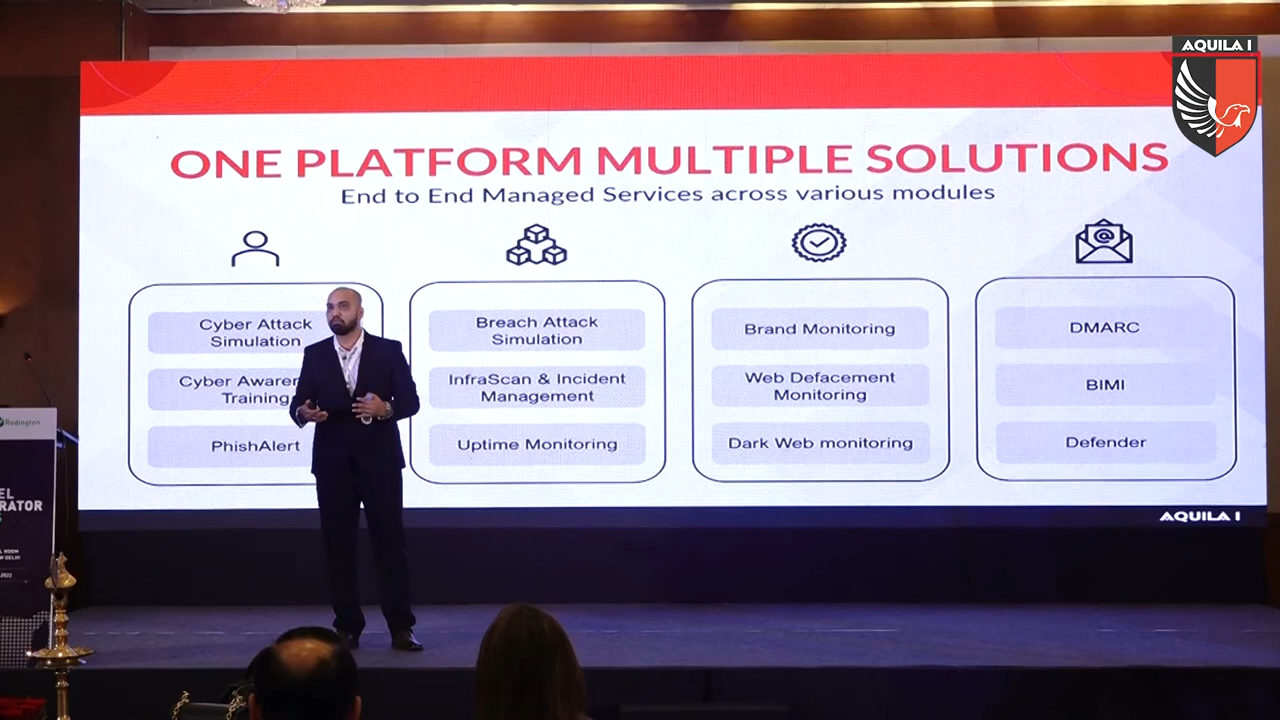 AQUILA I
ONE PLATFORM MULTIPLE SOLUTIONS
End to End Managed Services across various modules
Cyber Attack
Simulation
Cyber
Training
PhishAlert
Breach Attack
Simulation
InfraScan & Incident
Management
Uptime Monitoring
Brand Monitoring
Web Defacement
Monitoring
Dark Web monitoring
DMARC
BIMI
Defender
AQUILA I
Redington